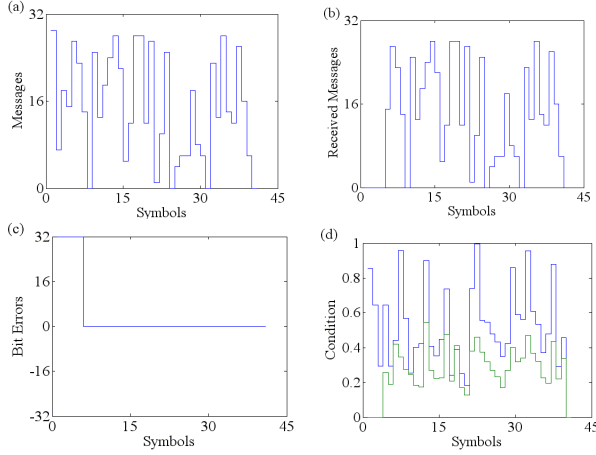 (a)
32
16
0
Messages
0 15 30 45
Symbols
(b)
32
16
0
Received Messages
0 15 30 45
Symbols
(c)
32
16
0
-16
-32
Bit Errors
0 15 30 45
Symbols
(d)
1
0.8
0.6
0.4
0.2
0
Condition
0 15 30 45
Symbols